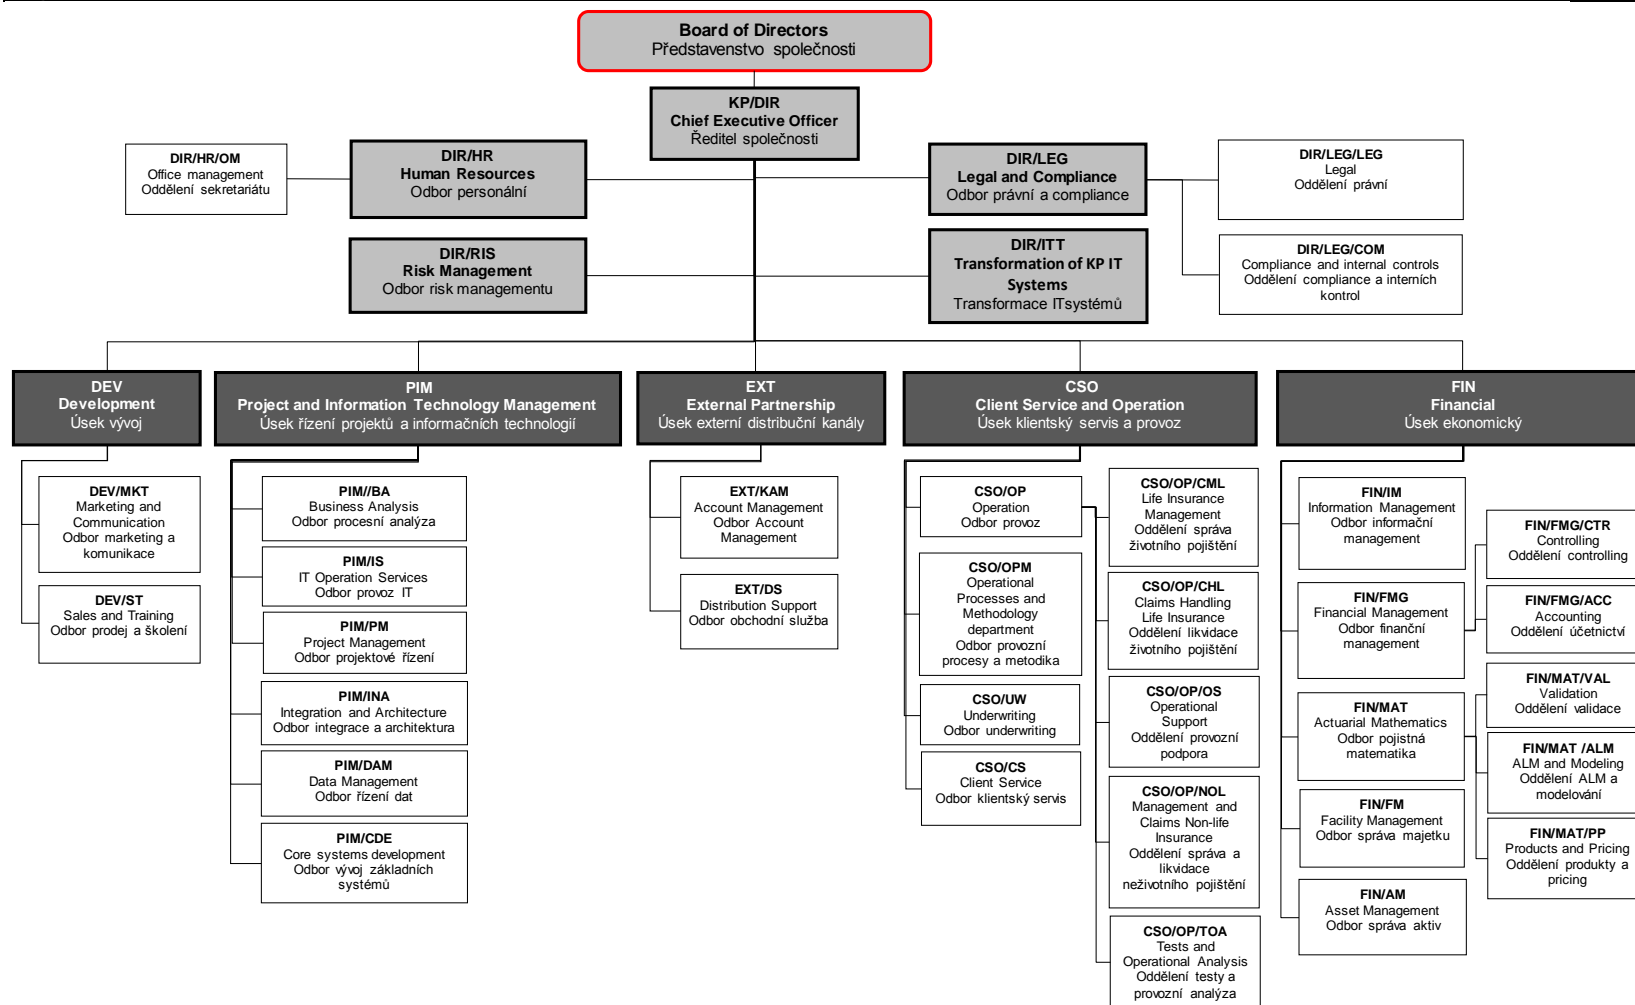 Board of Directors
Představenstvo společnosti
KP/DIR
Chief Executive Officer
Ředitel společnosti
DIR/HR/OM
Office management
Oddělení sekretariátu
DIR/HR
Human Resources
Odbor personální
DIR/LEG
Legal and Compliance
Odbor právní a compliance
DIR/LEG/LEG
Legal
Oddělení právní
DIR/RIS
Risk Management
Odbor risk managementu
DIR/ITT
Transformation of KP IT
Systems
Transformace ITsystémů
DIR/LEG/COM
Compliance and internal controls
Oddělení compliance a interních
kontrol
DEV
Development
Úsek vývoj
PIM
Project and Information Technology Management
Úsek řízení projektů a informačních technologií
EXT
External Partnership
Úsek externí distribuční kanály
CSO
Client Service and Operation
Úsek klientský servis a provoz
FIN
Financial
Úsek ekonomický
DEV/MKT
Marketing and
Communication
Odbor marketing a
komunikace
DEV/ST
Sales and Training
Odbor prodej a školení
PIM//BA
Business Analysis
Odbor procesní analýza
PIM/IS
IT Operation Services
Odbor provoz IT
PIM/PM
Project Management
Odbor projektové řízení
PIM/INA
Integration and Architecture
Odbor integrace a architektura
PIM/DAM
Data Management
Odbor řízení dat
PIM/CDE
Core systems development
Odbor vývoj základních
systémů
EXT/KAM
Account Management
Odbor Account
Management
EXT/DS
Distribution Support
Odbor obchodní služba
CSO/OP
Operation
Odbor provoz
CSO/OPM
Operational
Processes and
Methodology
department
Odbor provozní
procesy a metodika
CSO/UW
Underwriting
Odbor underwriting
CSO/CS
Client Service
Odbor klientský servis
CSO/OP/CML
Life Insurance
Management
Oddělení správa
životního pojištění
CSO/OP/CHL
Claims Handling
Life Insurance
Oddělení likvidace
životního pojištění
CSO/OP/OS
Operational
Support
Oddělení provozní
podpora
CSO/OP/NOL
Management and
Claims Non-life
Insurance
Oddělení správa a
likvidace
neživotního pojištění
CSO/OP/TOA
Tests and
Operational Analysis
Oddělení testy a
provozní analýza
FIN/IM
Information Management
Odbor informační
management
FIN/FMG
Financial Management
Odbor finanční
management
FIN/MAT
Actuarial Mathematics
Odbor pojistná
matematika
FIN/FM
Facility Management
Odbor správa majetku
FIN/AM
Asset Management
Odbor správa aktiv
FIN/FMG/CTR
Controlling
Oddělení controlling
FIN/FMG/ACC
Accounting
Oddělení účetnictví
FIN/MAT/VAL
Validation
Oddělení validace
FIN/MAT /ALM
ALM and Modeling
Oddělení ALM a
modelování
FIN/MAT/PP
Products and Pricing
Oddělení produkty a
pricing